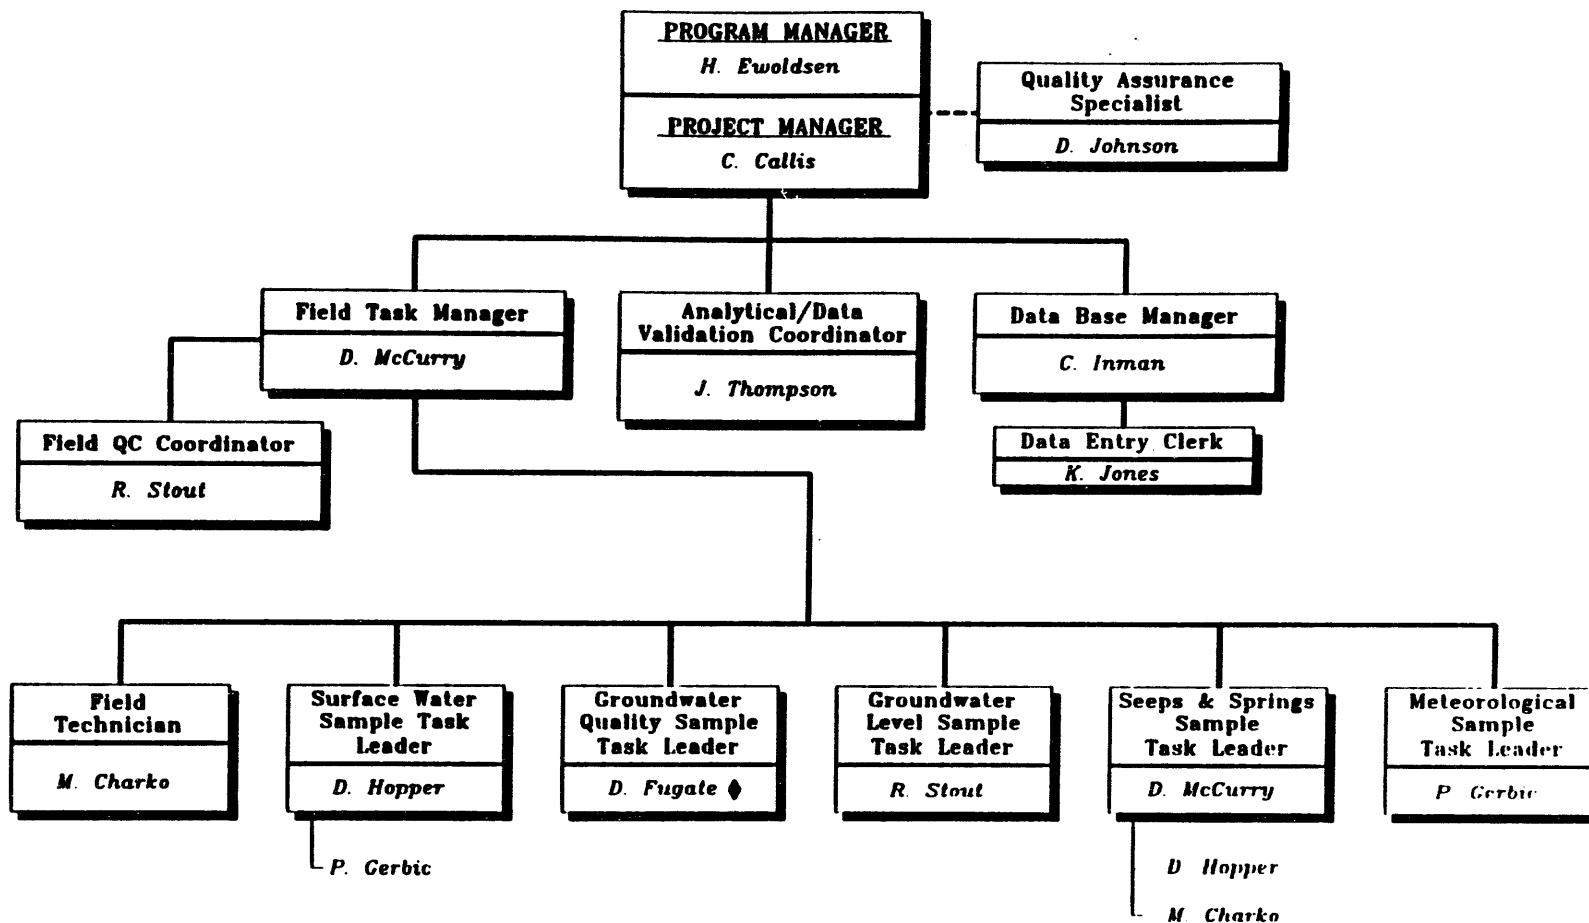 PROGRAM MANAGER
H. Ewoldsen
PROJECT MANAGER
C. Callis
Quality Assurance
Specialist
D. Johnson
Field Task Manager
D. McCurry
Analytical/Data
Validation Coordinator
J. Thompson
Data Base Manager
C. Inman
Field QC Coordinator
R. Stout
Data Entry Clerk
K. Jones
Field
Technician
M. Charko
Surface Water
Sample Task
Leader
D. Hopper
P. Gerbic
Groundwater
Quality Sample
Task Leader
D. Fugate ♦
Groundwater
Level Sample
Task Leader
R. Stout
Seeps & Springs
Sample
Task Leader
D. McCurry
D Hopper
M. Charko
Meteorological
Sample
Task Leader
P Gerbic